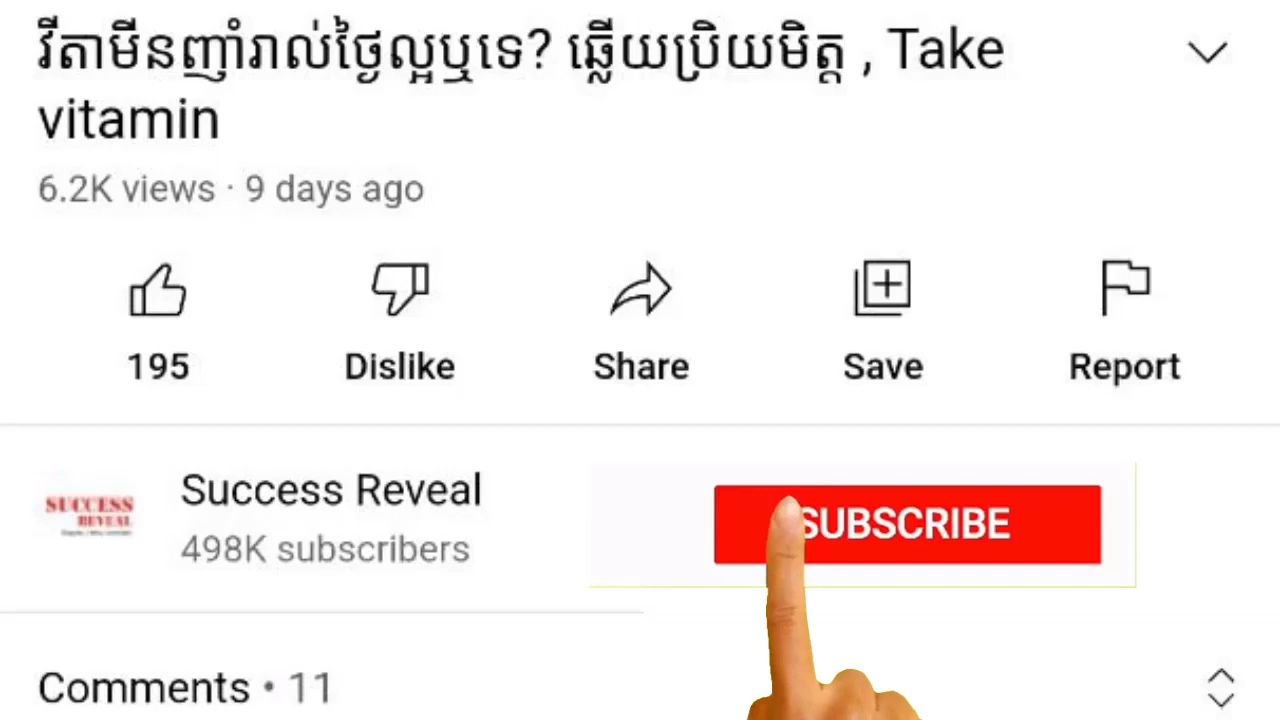 វីតាមីនញាំរាល់ថ្ងៃល្អឬទេ? ឆ្លើយប្រិយមិត្ត , Take
vitamin
6.2K views · 9 days ago
195
Dislike
Share
Save
Report
SUCCESS
REVEAL
Success Reveal
498K subscribers
SUBSCRIBE
Comments • 11